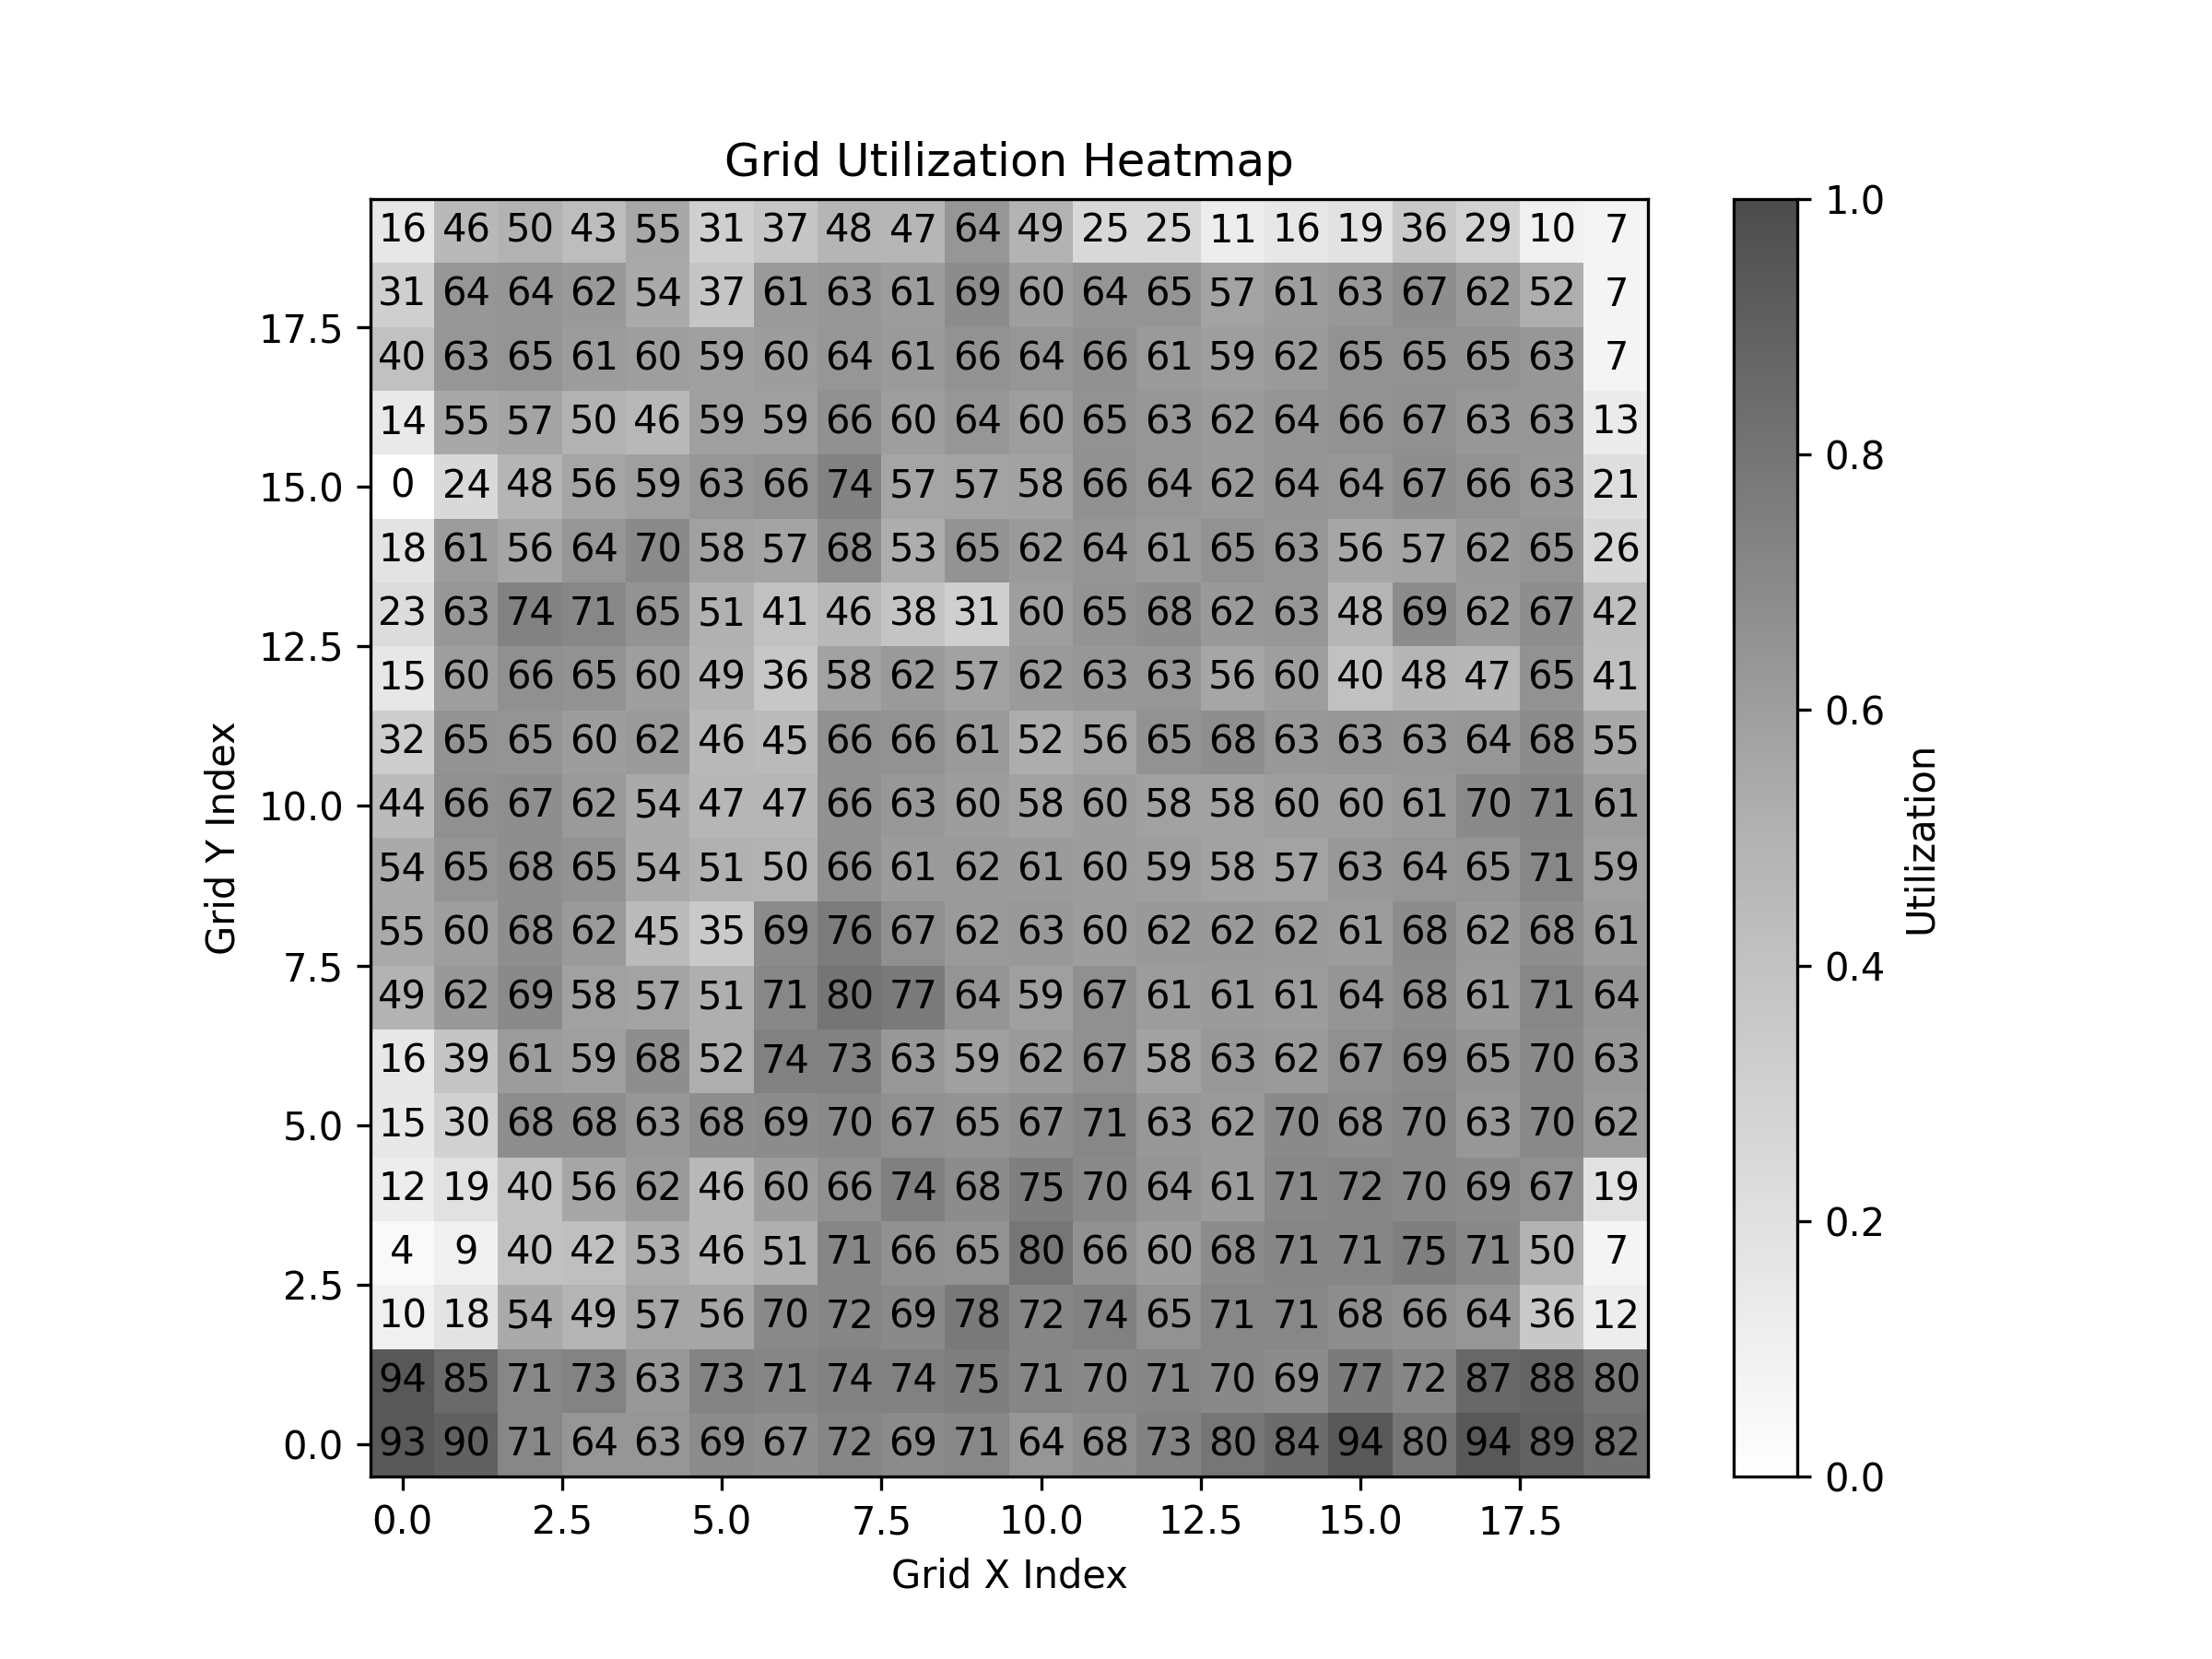 Grid Utilization Heatmap
16 46 50 43 55 31 37 48 47 64 49 25 25 11 16 19 36 29 10 7
31 64 64 62 54 37 61 63 61 69 60 64 65 57 61 63 67 62 52 7
17.5
40 63 65 61 60 59 60 64 61 66 64 66 61 59 62 65 65 65 63 7
14 55 57 50 46 59 59 66 60 64 60 65 63 62 64 66 67 63 63 13
15.0 0 24 48 56 59 63 66 74 57 57 58 66 64 62 64 64 67 66 63 21
18 61 56 64 70 58 57 68 53 65 62 64 61 65 63 56 57 62 65 26
23 63 74 71 65 51 41 46 38 31 60 65 68 62 63 48 69 62 67 42
12.5
15 60 66 65 60 49 36 58 62 57 62 63 63 56 60 40 48 47 65 41
32 65 65 60 62 46 45 66 66 61 52 56 65 68 63 63 63 64 68 55
10.0 44 66 67 62 54 47 47 66 63 60 58 60 58 58 60 60 61 70 71 61
54 65 68 65 54 51 50 66 61 62 61 60 59 58 57 63 64 65 71 59
55 60 68 62 45 35 69 76 67 62 63 60 62 62 62 61 68 62 68 61
7.5
49 62 69 58 57 51 71 80 77 64 59 67 61 61 61 64 68 61 71 64
16 39 61 59 68 52 74 73 63 59 62 67 58 63 62 67 69 65 70 63
5.0 15 30 68 68 63 68 69 70 67 65 67 71 63 62 70 68 70 63 70 62
12 19 40 56 62 46 60 66 74 68 75 70 64 61 71 72 70 69 67 19
4 9 40 42 53 46 51 71 66 65 80 66 60 68 71 71 75 71 50 7
2.5
10 18 54 49 57 56 70 72 69 78 72 74 65 71 71 68 66 64 36 12
94 85 71 73 63 73 71 74 74 75 71 70 71 70 69 77 72 87 88 80
0.0 93 90 71 64 63 69 67 72 69 71 64 68 73 80 84 94 80 94 89 82
0.0 2.5 5.0 7.5 10.0 12.5 15.0 17.5
Grid X Index
Grid Y Index
1.0
0.8
0.6
0.4
0.2
0.0
Utilization